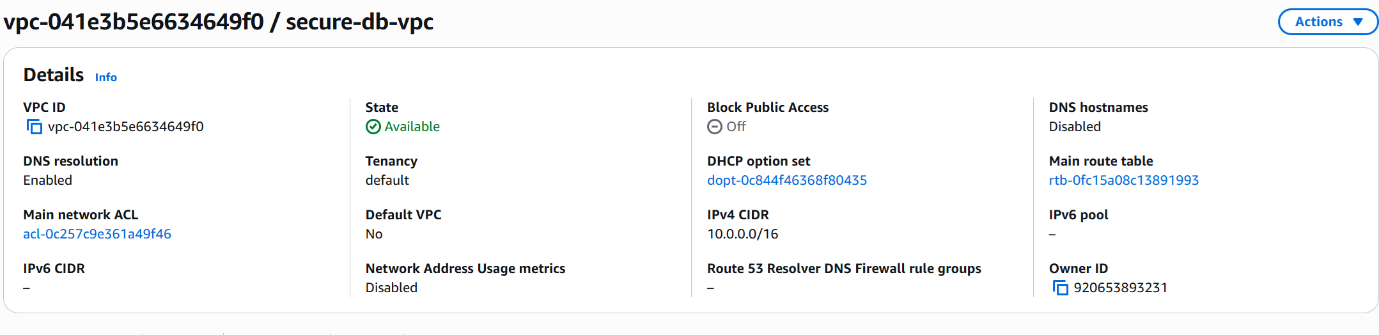 vpc-041e3b5e6634649f0 / secure-db-vpc
Actions
Details Info
VPC ID
vpc-041e3b5e6634649f0
State
Available
Block Public Access
Off
DNS hostnames
Disabled
DNS resolution
Enabled
Tenancy
default
DHCP option set
dopt-0c844f46368f80435
Main route table
rtb-0fc15a08c13891993
Main network ACL
acl-0c257c9e361a49f46
Default VPC
No
IPv4 CIDR
10.0.0.0/16
IPv6 pool
–
IPv6 CIDR
–
Network Address Usage metrics
Disabled
Route 53 Resolver DNS Firewall rule groups
–
Owner ID
920653893231